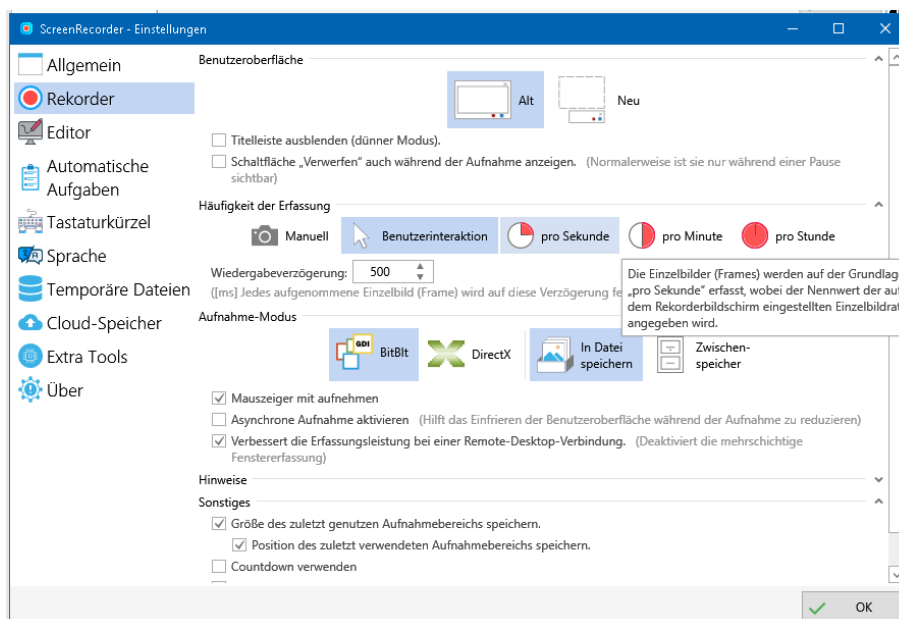 ScreenRecorder - Einstellungen
Allgemein
Rekorder
Editor
Automatische
Aufgaben
Tastaturkürzel
Sprache
Temporäre Dateien
Cloud-Speicher
Extra Tools
Über
Benutzeroberfläche
Alt
Neu
Titelleiste ausblenden (dünner Modus).
Schaltfläche „Verwerfen“ auch während der Aufnahme anzeigen. (Normalerweise ist sie nur während einer Pause
sichtbar)
Häufigkeit der Erfassung
Manuell
Benutzerinteraktion
pro Sekunde
pro Minute
pro Stunde
Wiedergabeverzögerung: 500
([ms] Jedes aufgenommene Einzelbild (Frame) wird auf diese Verzögerung
Die Einzelbilder (Frames) werden auf der
„pro Sekunde“ erfasst, wobei der Nennwert der
dem Rekorderbildschirm eingestellten
angegeben wird.
Aufnahme-Modus
GDI
BitBlt
DirectX
In Datei
speichern
Zwischen-
speicher
Mauszeiger mit aufnehmen
Asynchrone Aufnahme aktivieren (Hilft das Einfrieren der Benutzeroberfläche während der Aufnahme zu reduzieren)
Verbessert die Erfassungsleistung bei einer Remote-Desktop-Verbindung. (Deaktiviert die mehrschichtige
Fenstererfassung)
Hinweise
Sonstiges
Größe des zuletzt genutzen Aufnahmebereichs speichern.
Position des zuletzt verwendeten Aufnahmebereichs speichern.
Countdown verwenden
OK